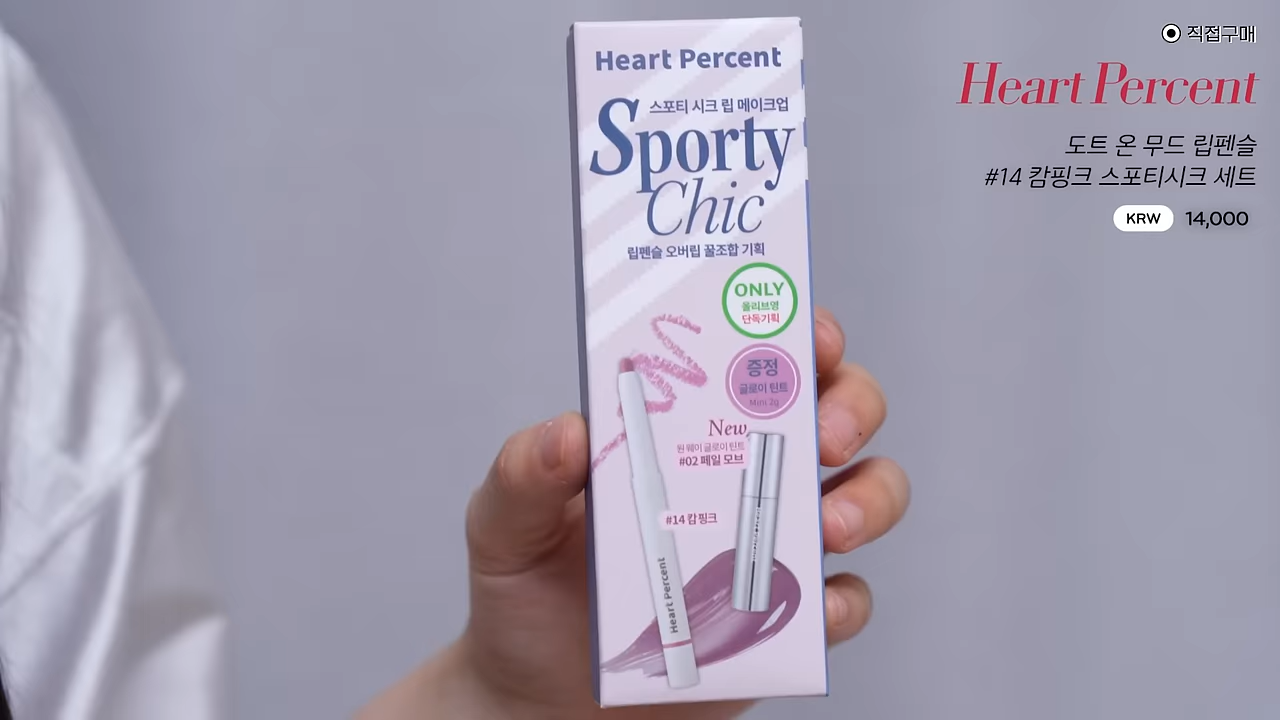 Heart Percent
스포티 시크 립 메이크업
Sporty
Chic
립펜슬 오버립 꿀조합 기획
ONLY
올리브영
단독기획
증정
글로이 틴트
Mini 2g
New
원 웨이 글로이 틴트
#02 페일 모브
#14 캄핑크
Heart Percent
직접구매
Heart Percent
도트 온 무드 립펜슬
#14 캄핑크 스포티시크 세트
KRW 14,000